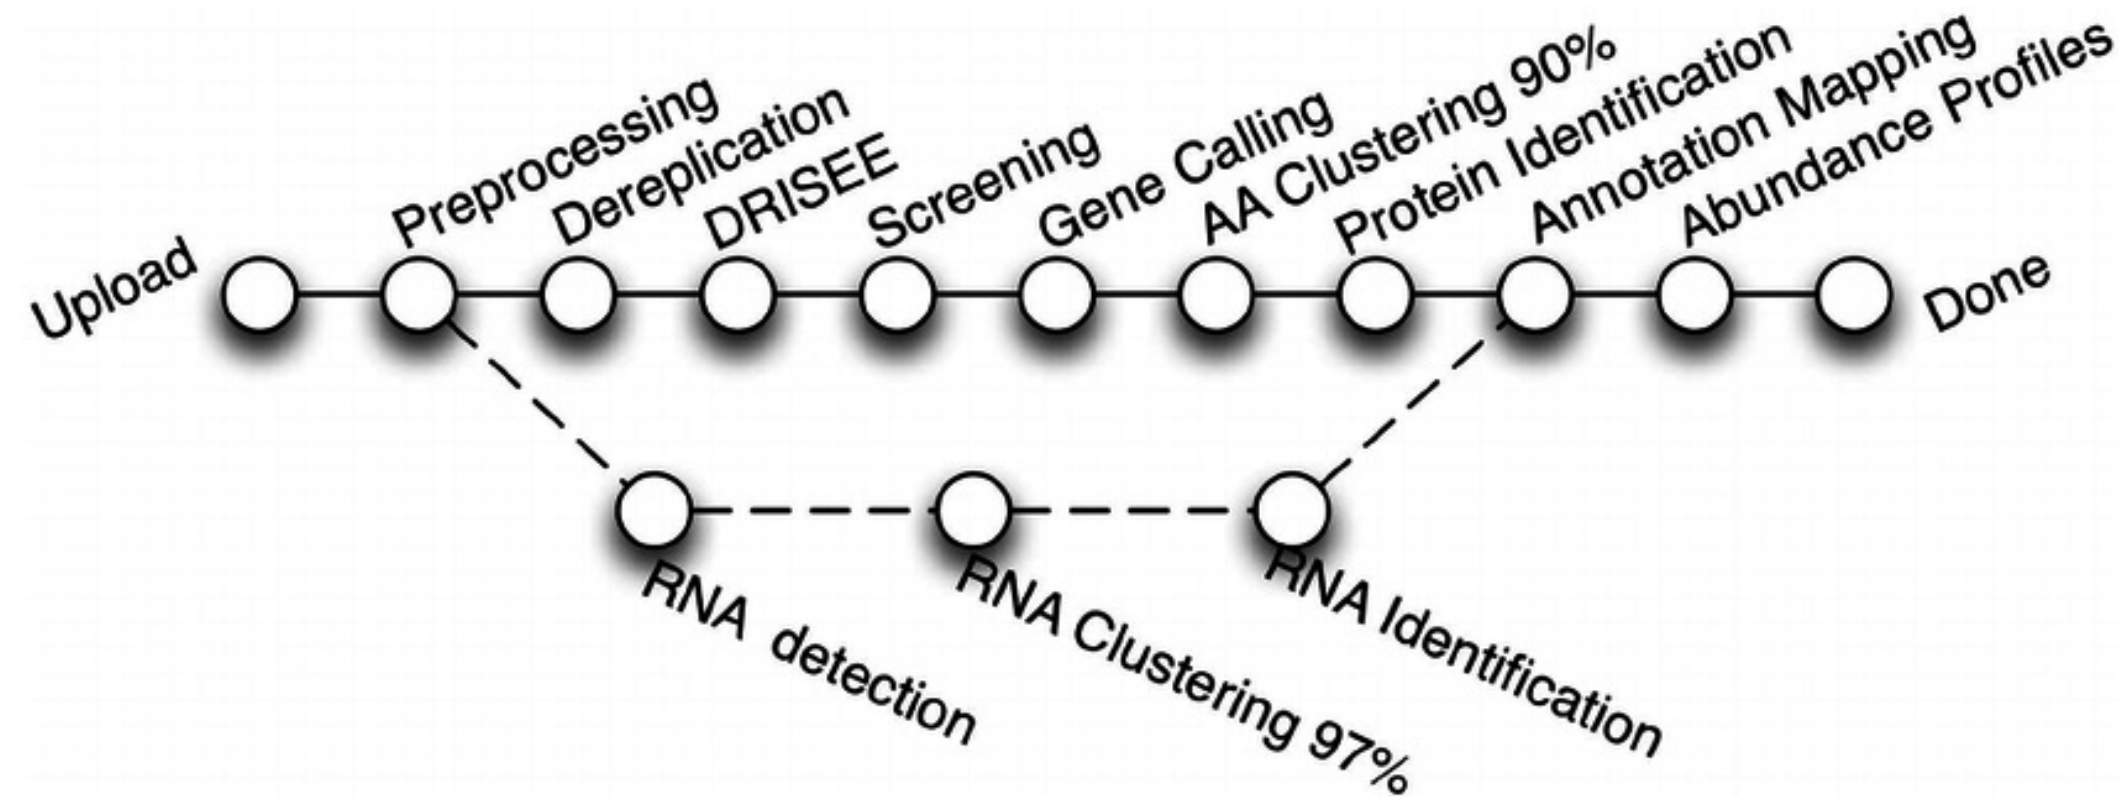 Upload
Preprocessing
Dereplication
DRISEE
Screening
Gene Calling
AA Clustering 90%
Protein Identification
Annotation Mapping
Abundance Profiles
Done
RNA detection
RNA Clustering 97%
RNA Identification